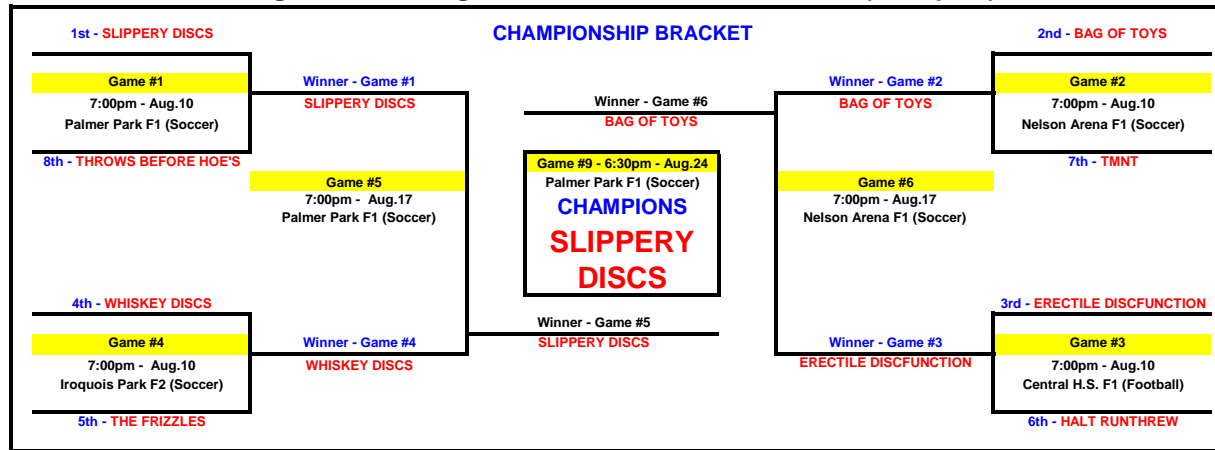 1st - SLIPPERY DISCS
CHAMPIONSHIP BRACKET
2nd - BAG OF TOYS
Game #1
Winner - Game #1
Winner - Game #2
Game #2
7:00pm - Aug.10
SLIPPERY DISCS
Winner - Game #6
BAG OF TOYS
7:00pm - Aug.10
Palmer Park F1 (Soccer)
BAG OF TOYS
Nelson Arena F1 (Soccer)
8th - THROWS BEFORE HOE'S
Game #9 - 6:30pm - Aug.24
7th - TMNT
Game #5
Palmer Park F1 (Soccer)
Game #6
7:00pm - Aug.17
CHAMPIONS
7:00pm - Aug.17
Palmer Park F1 (Soccer)
Nelson Arena F1 (Soccer)
SLIPPERY
DISCS
4th - WHISKEY DISCS
3rd - ERECTILE DISCFUNCTION
Winner - Game #5
Game #4
Winner - Game #4
SLIPPERY DISCS
Winner - Game #3
Game #3
7:00pm - Aug.10
WHISKEY DISCS
ERECTILE DISCFUNCTION
7:00pm - Aug.10
Iroquois Park F2 (Soccer)
Central H.S. F1 (Football)
5th - THE FRIZZLES
6th - HALT RUNTHREW